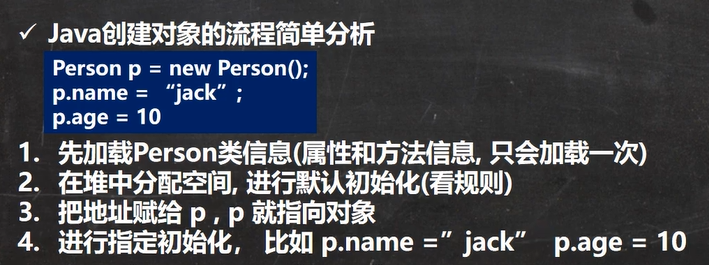 ✓ Java创建对象的流程简单分析
Person p = new Person();
p.name = “jack”;
p.age = 10
1. 先加载Person类信息(属性和方法信息, 只会加载一次)
2. 在堆中分配空间, 进行默认初始化(看规则)
3. 把地址赋给 p , p 就指向对象
4. 进行指定初始化， 比如 p.name =”jack” p.age = 10